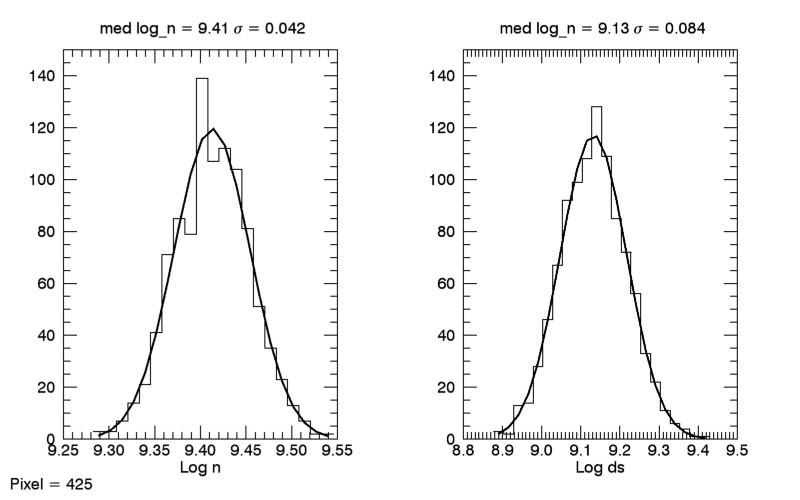 med log_n = 9.41 σ = 0.042
med log_n = 9.13 σ = 0.084
140
120
100
80
60
40
20
0
9.25 9.30 9.35 9.40 9.45 9.50 9.55
Log n
140
120
100
80
60
40
20
0
8.8 8.9 9.0 9.1 9.2 9.3 9.4 9.5
Log ds
Pixel = 425